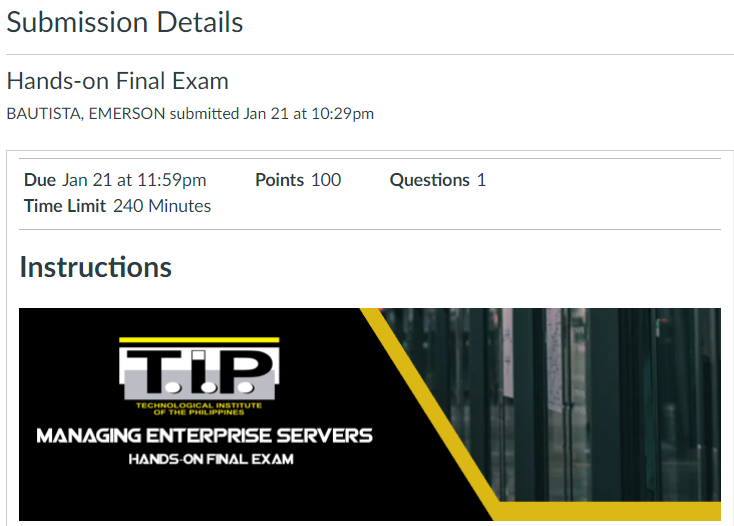 Submission Details
Hands-on Final Exam
BAUTISTA, EMERSON submitted Jan 21 at 10:29pm
Due Jan 21 at 11:59pm Points 100 Questions 1
Time Limit 240 Minutes
Instructions
T.I.P.
TECHNOLOGICAL INSTITUTE
OF THE PHILIPPINES
MANAGING ENTERPRISE SERVERS
HANDS-ON FINAL EXAM